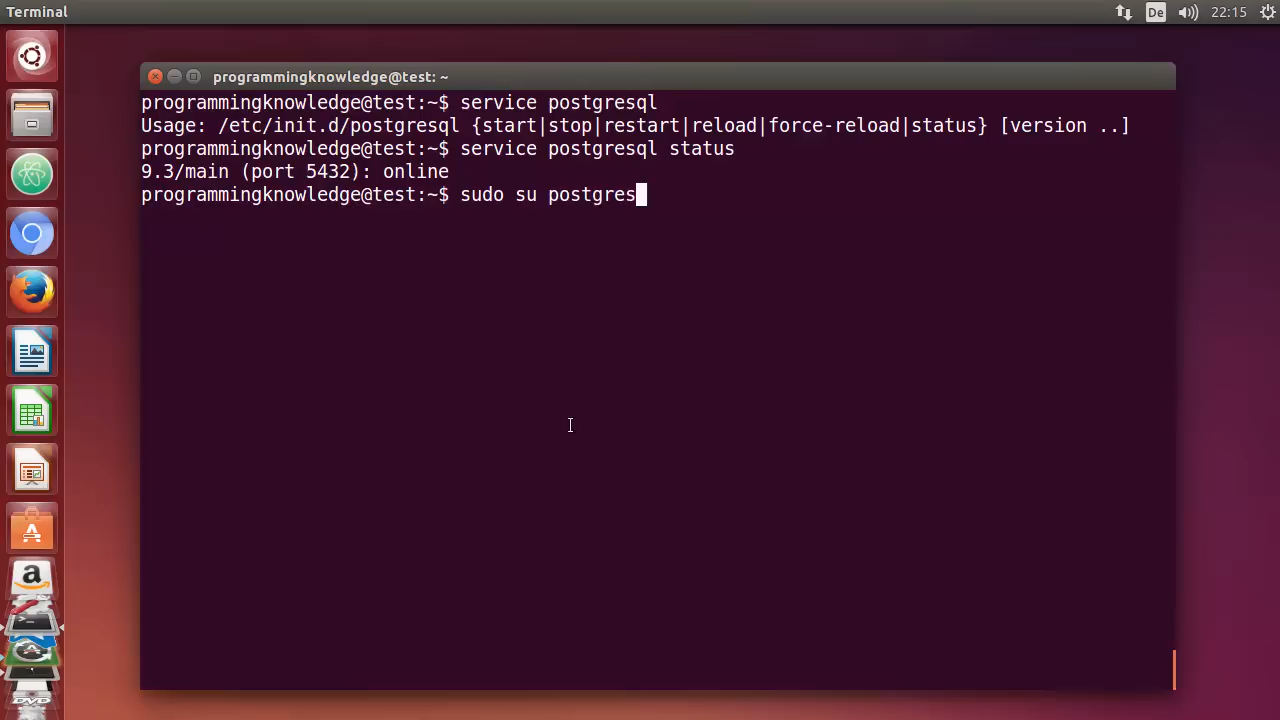 Terminal
De
22:15
programmingknowledge@test: ~
programmingknowledge@test:~$ service postgresql
Usage: /etc/init.d/postgresql {start|stop|restart|reload|force-reload|status} [version ..]
programmingknowledge@test:~$ service postgresql status
9.3/main (port 5432): online
programmingknowledge@test:~$ sudo su postgres
DVD